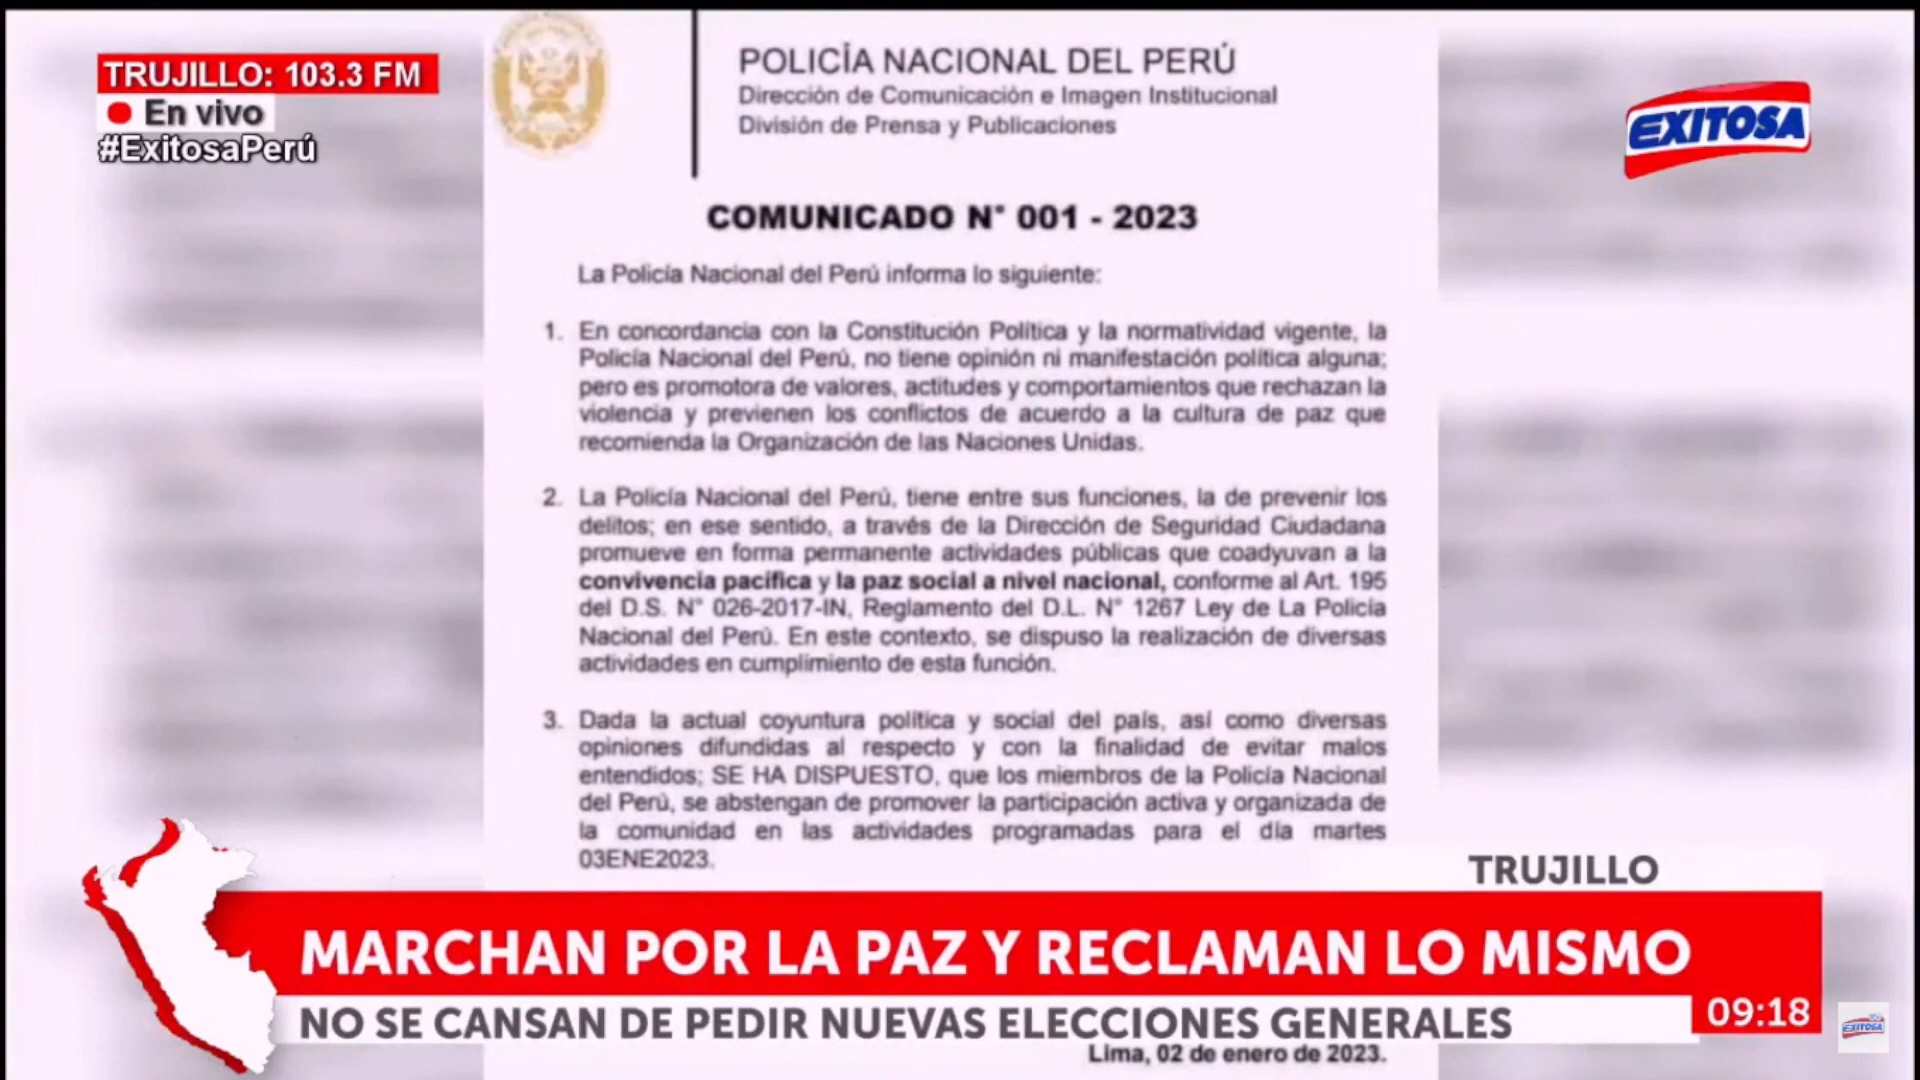 TRUJILLO: 103.3 FM
En vivo
#ExitosaPerú
POLICÍA NACIONAL DEL PERÚ
Dirección de Comunicación e Imagen Institucional
División de Prensa y Publicaciones
EXITOSA
COMUNICADO N° 001 - 2023
La Policía Nacional del Perú informa lo siguiente:
1. En concordancia con la Constitución Política y la normatividad vigente, la
Policía Nacional del Perú, no tiene opinión ni manifestación política alguna;
pero es promotora de valores, actitudes y comportamientos que rechazan la
violencia y previenen los conflictos de acuerdo a la cultura de paz que
recomienda la Organización de las Naciones Unidas.
2. La Policía Nacional del Perú, tiene entre sus funciones, la de prevenir los
delitos; en ese sentido, a través de la Dirección de Seguridad Ciudadana
promueve en forma permanente actividades públicas que coadyuvan a la
convivencia pacífica y la paz social a nivel nacional, conforme al Art. 195
del D.S. N° 026-2017-IN, Reglamento del D.L. N° 1267 Ley de La Policía
Nacional del Perú. En este contexto, se dispuso la realización de diversas
actividades en cumplimiento de esta función.
3. Dada la actual coyuntura política y social del país, así como diversas
opiniones difundidas al respecto y con la finalidad de evitar malos
entendidos; SE HA DISPUESTO, que los miembros de la Policía Nacional
del Perú, se abstengan de promover la participación activa y organizada de
la comunidad en las actividades programadas para el día martes
03ENE2023.
TRUJILLO
MARCHAN POR LA PAZ Y RECLAMAN LO MISMO
NO SE CANSAN DE PEDIR NUEVAS ELECCIONES GENERALES
09:18
EXITOSA
Lima, 02 de enero de 2023.